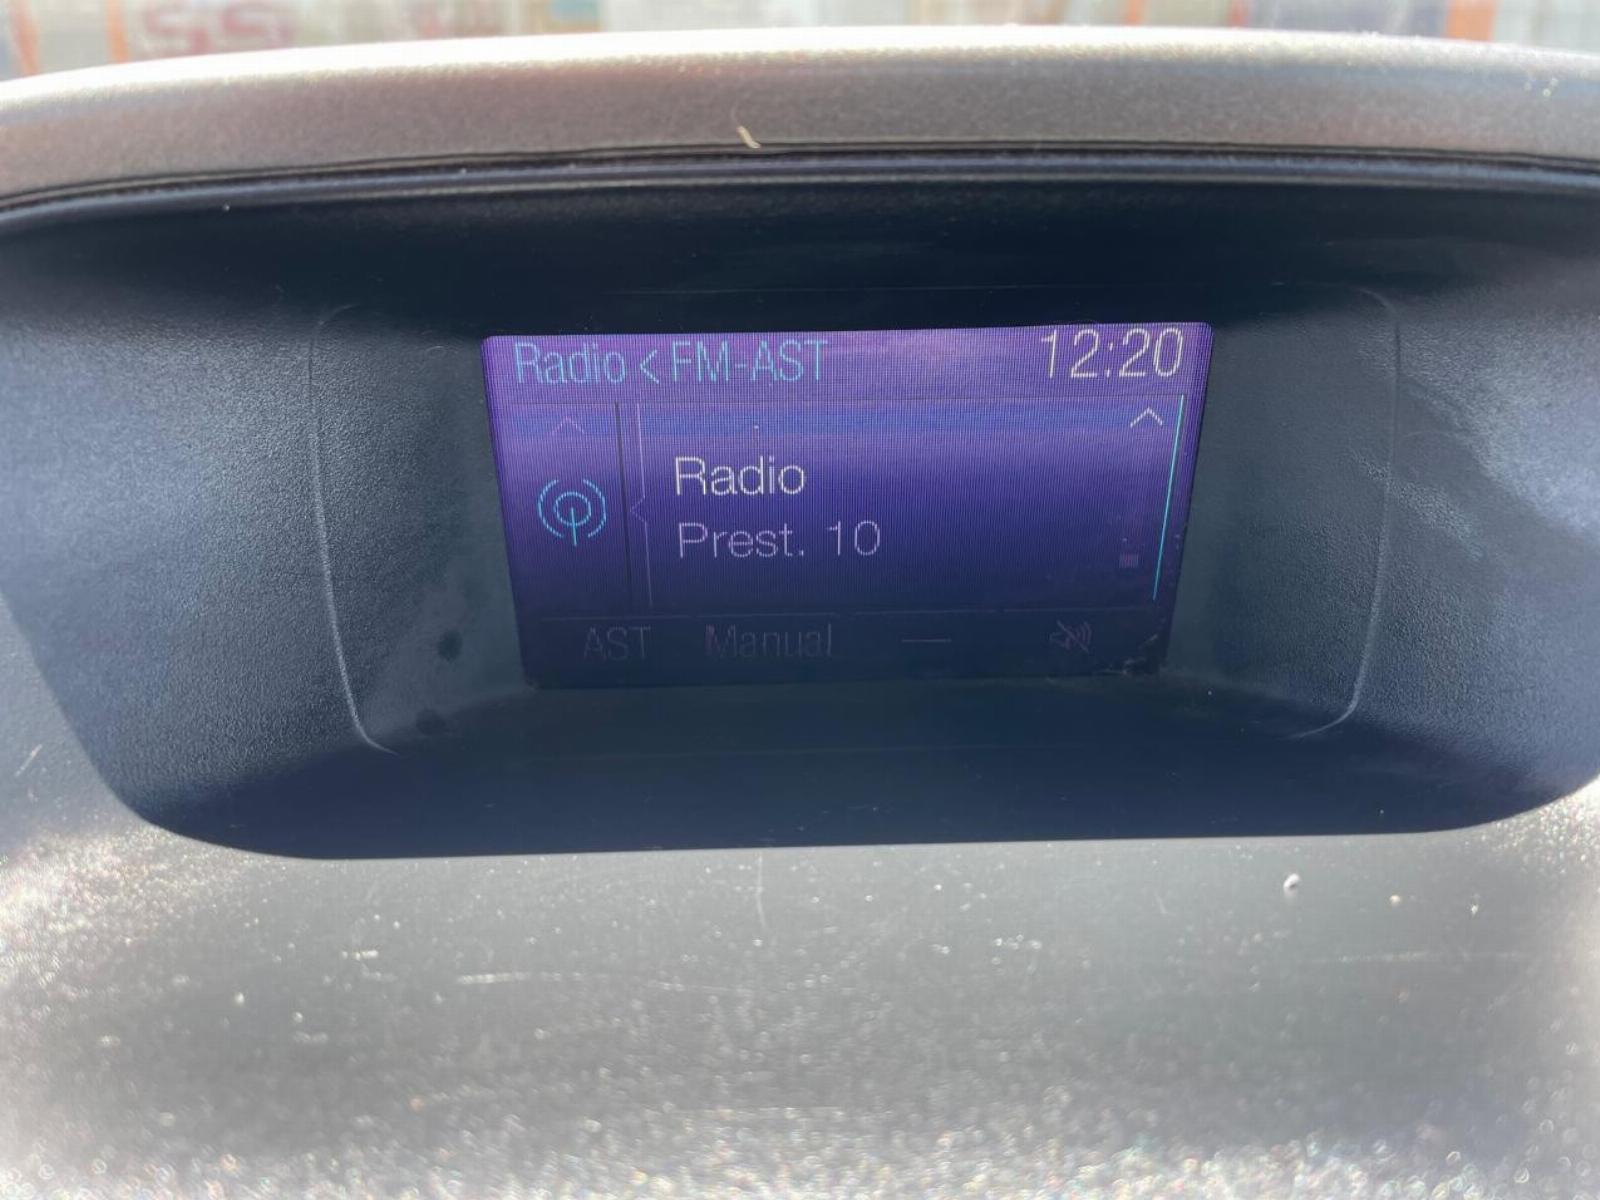 Radio < FM-AST 12:20
Radio
Prest. 10
AST Manual